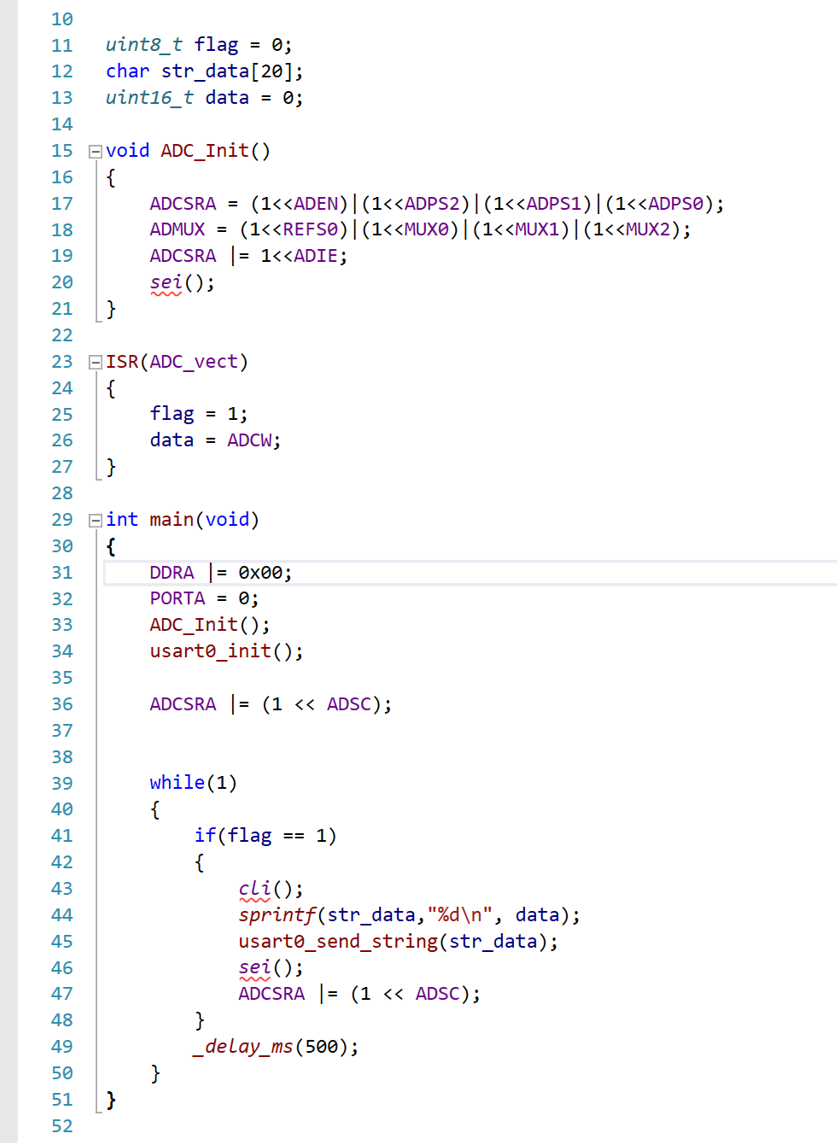 10
11 uint8_t flag = 0;
12 char str_data[20];
13 uint16_t data = 0;
14
15 void ADC_Init()
16 {
17     ADCSRA = (1<<ADEN)|(1<<ADPS2)|(1<<ADPS1)|(1<<ADPS0);
18     ADMUX = (1<<REFS0)|(1<<MUX0)|(1<<MUX1)|(1<<MUX2);
19     ADCSRA |= 1<<ADIE;
20     sei();
21 }
22
23 ISR(ADC_vect)
24 {
25     flag = 1;
26     data = ADCW;
27 }
28
29 int main(void)
30 {
31     DDRA |= 0x00;
32     PORTA = 0;
33     ADC_Init();
34     usart0_init();
35
36     ADCSRA |= (1 << ADSC);
37
38
39     while(1)
40     {
41         if(flag == 1)
42         {
43             cli();
44             sprintf(str_data,"%d\n", data);
45             usart0_send_string(str_data);
46             sei();
47             ADCSRA |= (1 << ADSC);
48         }
49         _delay_ms(500);
50     }
51 }
52